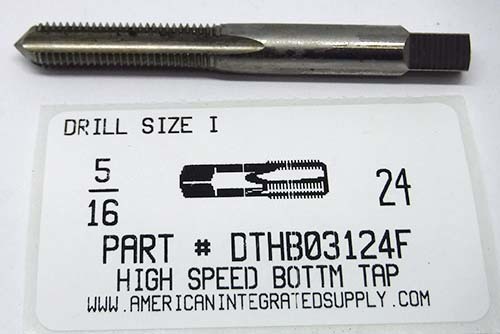 DRILL SIZE I
5/16 24
PART # DTHB03124F
HIGH SPEED BOTTM TAP
WWW.AMERICANINTEGRATEDSUPPLY.COM